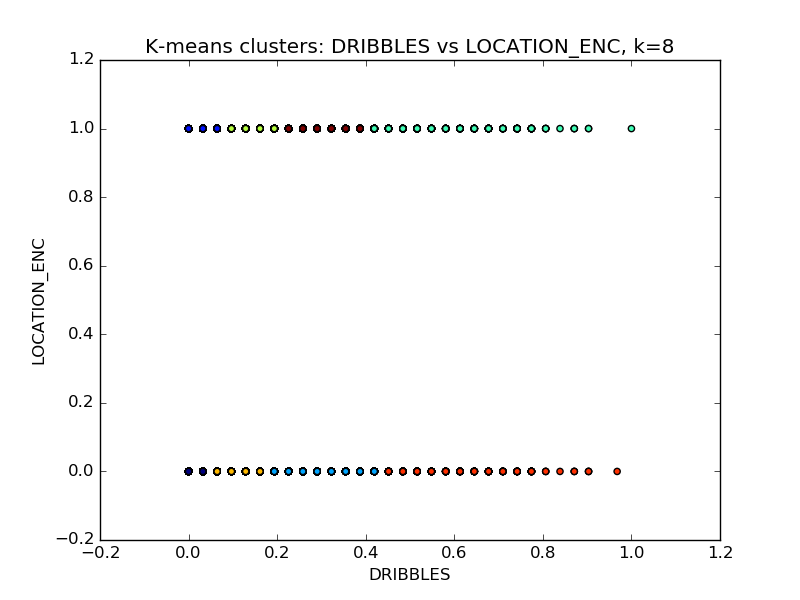 K-means clusters: DRIBBLES vs LOCATION_ENC, k=8
1.2
1.0
0.8
0.6
0.4
0.2
0.0
−0.2
LOCATION_ENC
−0.2 0.0 0.2 0.4 0.6 0.8 1.0 1.2
DRIBBLES